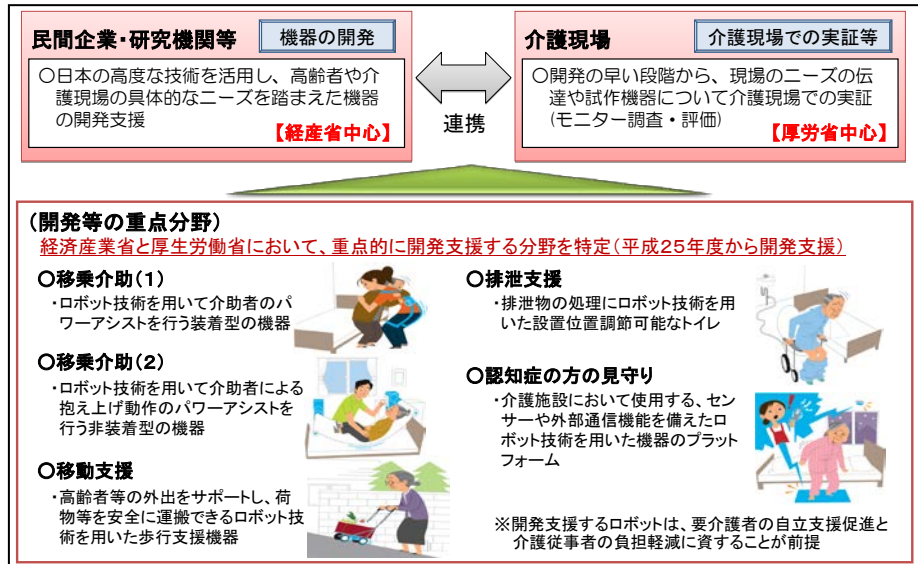 民間企業・研究機関等
機器の開発
○日本の高度な技術を活用し、高齢者や介
護現場の具体的なニーズを踏まえた機器
の開発支援
【経産省中心】
連携
介護現場
介護現場での実証等
○開発の早い段階から、現場のニーズの伝
達や試作機器について介護現場での実証
(モニター調査・評価)
【厚労省中心】
(開発等の重点分野)
経済産業省と厚生労働省において、重点的に開発支援する分野を特定(平成25年度から開発支援)
○移乗介助(1)
・ロボット技術を用いて介助者のパ
ワーアシストを行う装着型の機器
○移乗介助(2)
・ロボット技術を用いて介助者による
抱え上げ動作のパワーアシストを
行う非装着型の機器
○移動支援
・高齢者等の外出をサポートし、荷
物等を安全に運搬できるロボット技
術を用いた歩行支援機器
○排泄支援
・排泄物の処理にロボット技術を用
いた設置位置調節可能なトイレ
○認知症の方の見守り
・介護施設において使用する、セン
サーや外部通信機能を備えたロ
ボット技術を用いた機器のプラット
フォーム
※開発支援するロボットは、要介護者の自立支援促進と
介護従事者の負担軽減に資することが前提